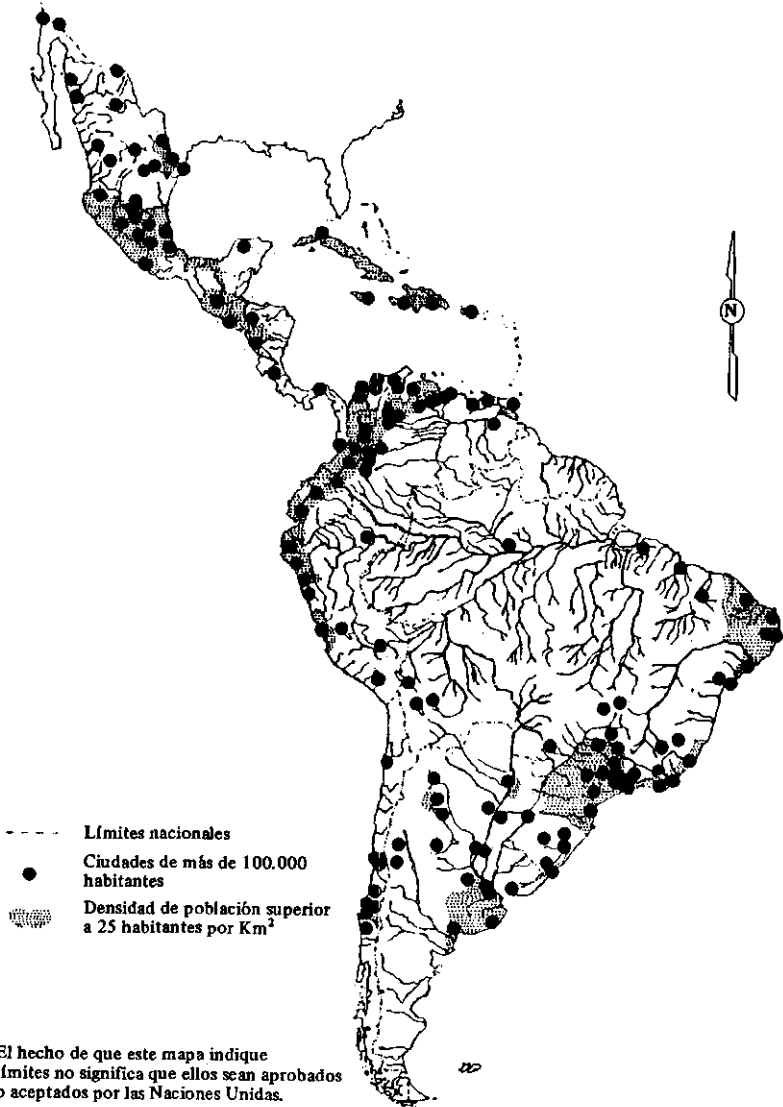 N
Límites nacionales
Ciudades de más de 100.000
habitantes
Densidad de población superior
a 25 habitantes por Km²
El hecho de que este mapa indique
límites no significa que ellos sean aprobados
o aceptados por las Naciones Unidas.